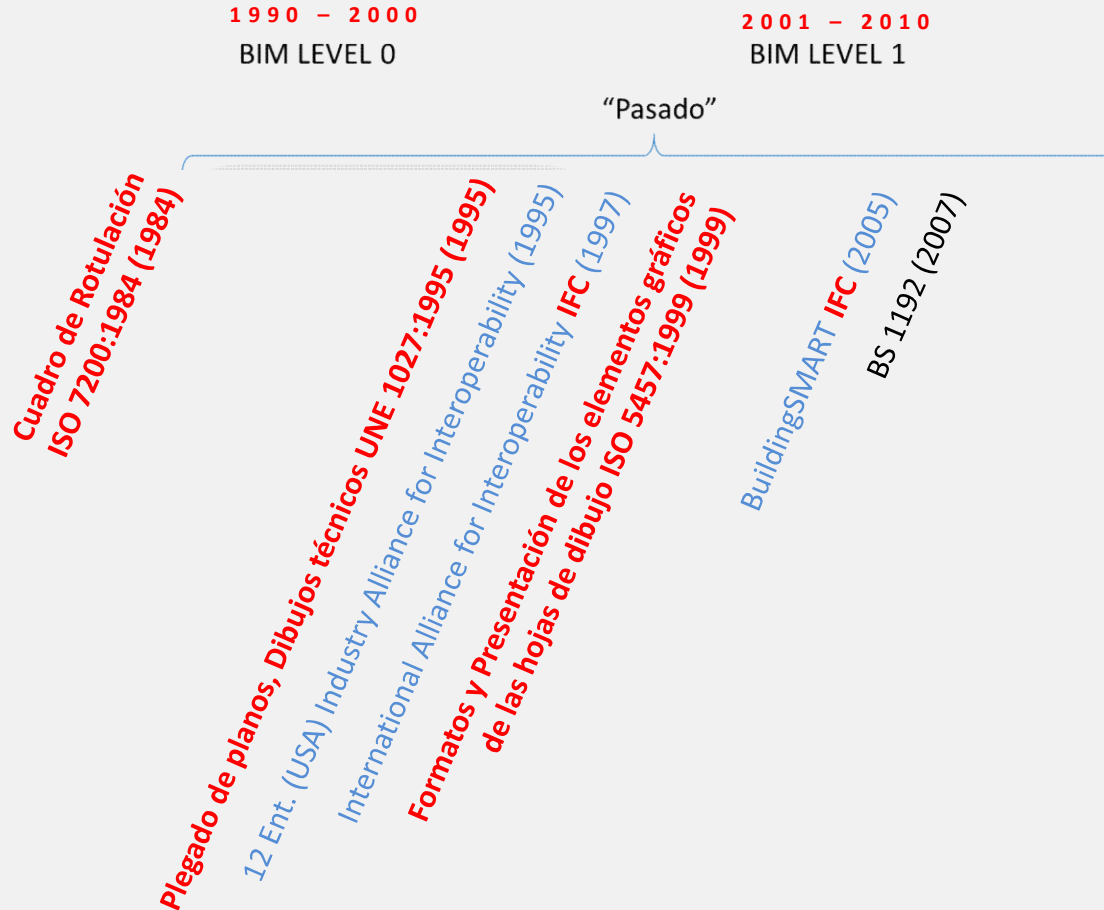 1990 – 2000
BIM LEVEL 0
2001 – 2010
BIM LEVEL 1
“Pasado”
Cuadro de Rotulación
ISO 7200:1984 (1984)
Plegado de planos, Dibujos técnicos UNE 1027:1995 (1995)
12 Ent. (USA) Industry Alliance for Interoperability (1995)
International Alliance for Interoperability IFC (1997)
Formatos y Presentación de los elementos gráficos
de las hojas de dibujo ISO 5457:1999 (1999)
BuildingSMART IFC (2005)
BS 1192 (2007)